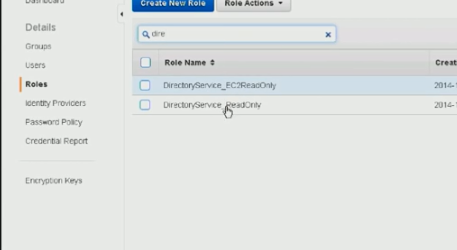 Dashboard
Create New Role
Role Actions
Details
Groups
Users
Roles
Identity Providers
Password Policy
Credential Report
Encryption Keys
dire
Role Name
Creat
DirectoryService_EC2ReadOnly
2014-1
DirectoryService_ReadOnly
2014-1